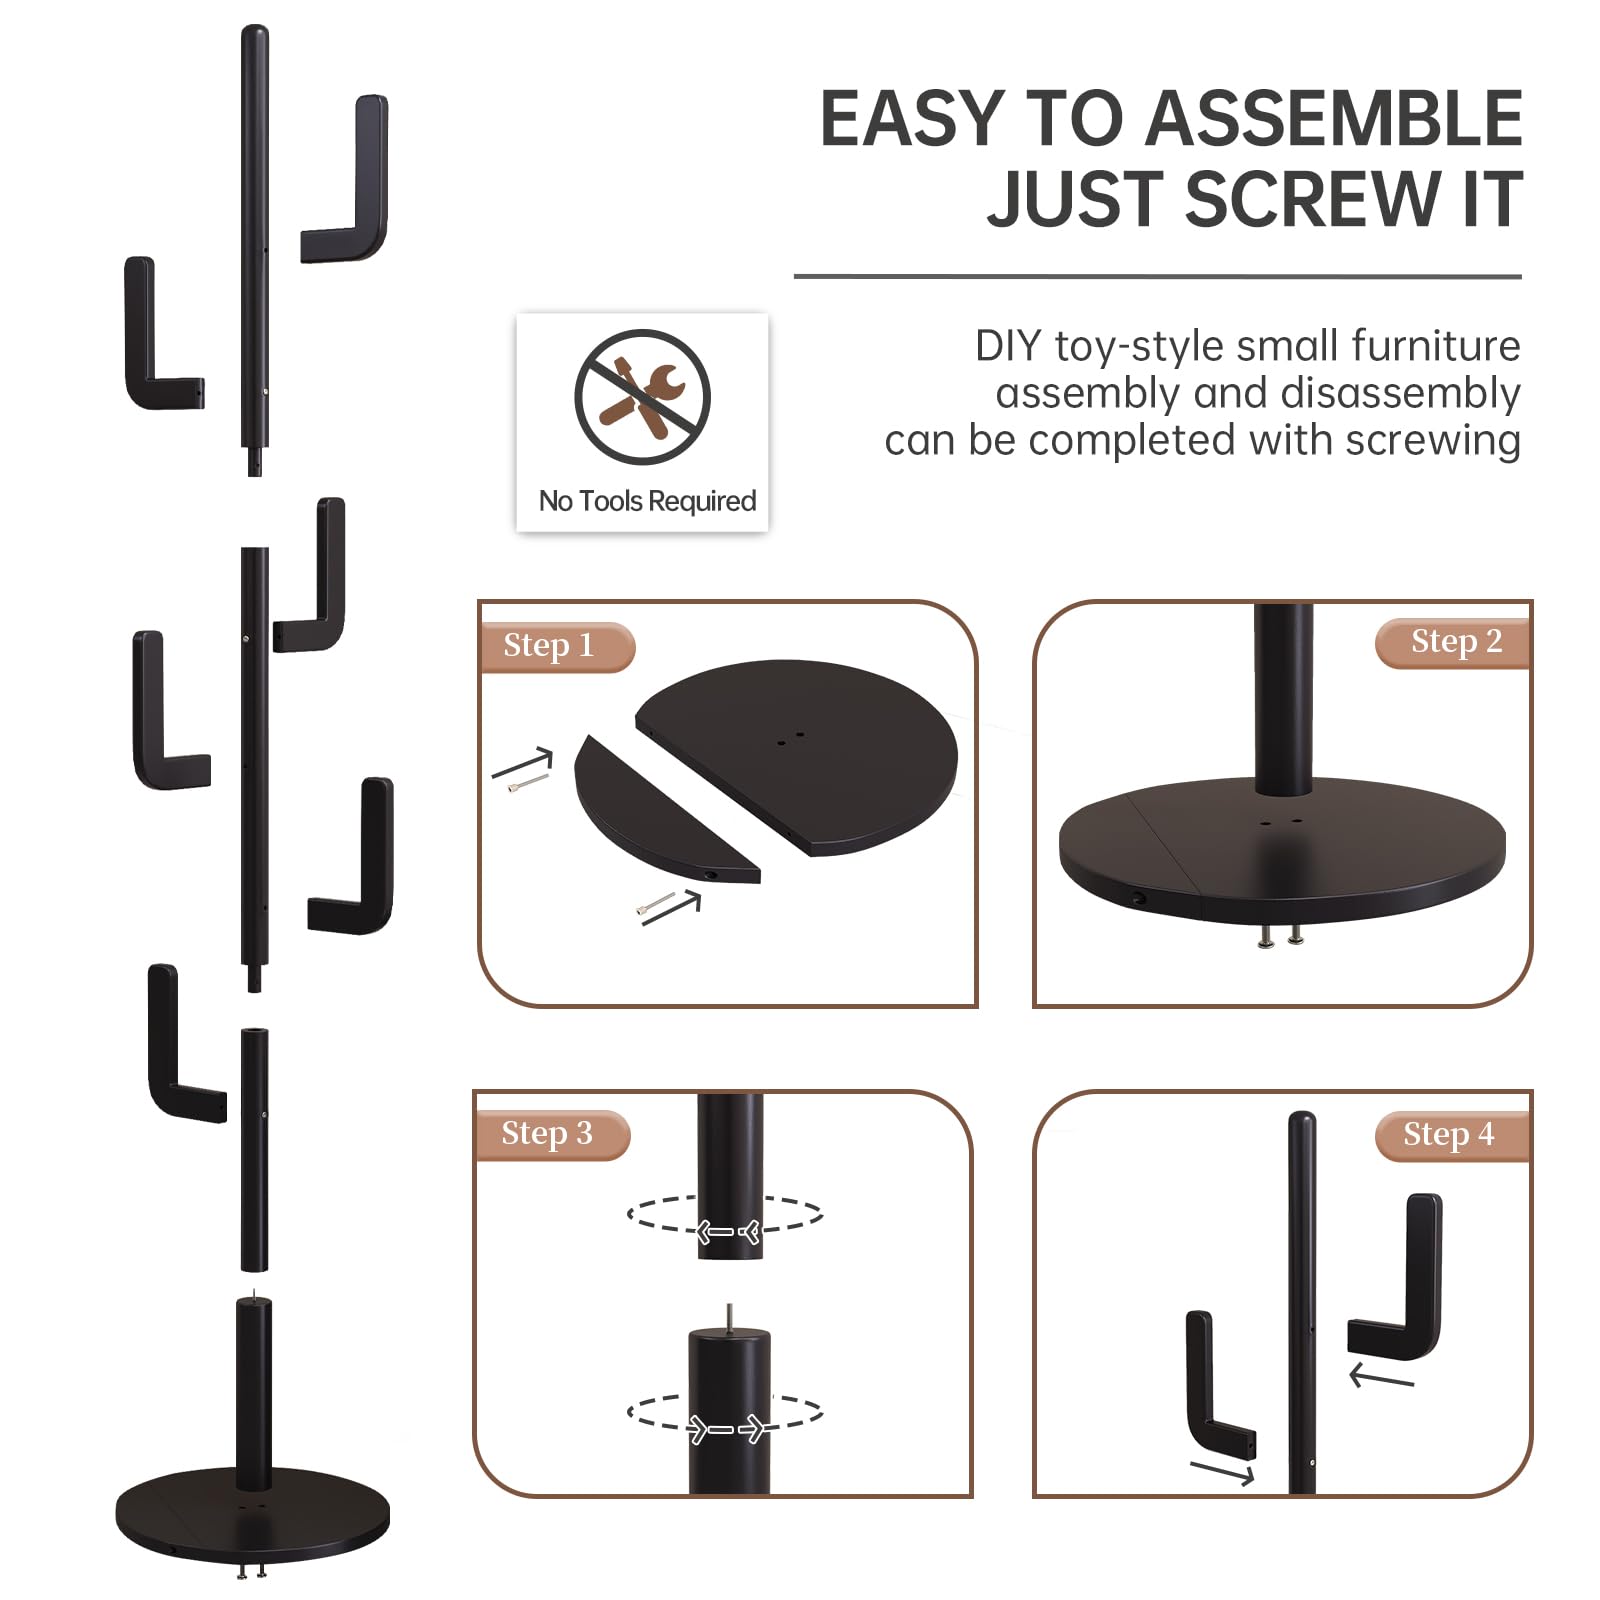 EASY TO ASSEMBLE
JUST SCREW IT
DIY toy-style small furniture
assembly and disassembly
can be completed with screwing
No Tools Required
Step 1
Step 2
Step 3
Step 4